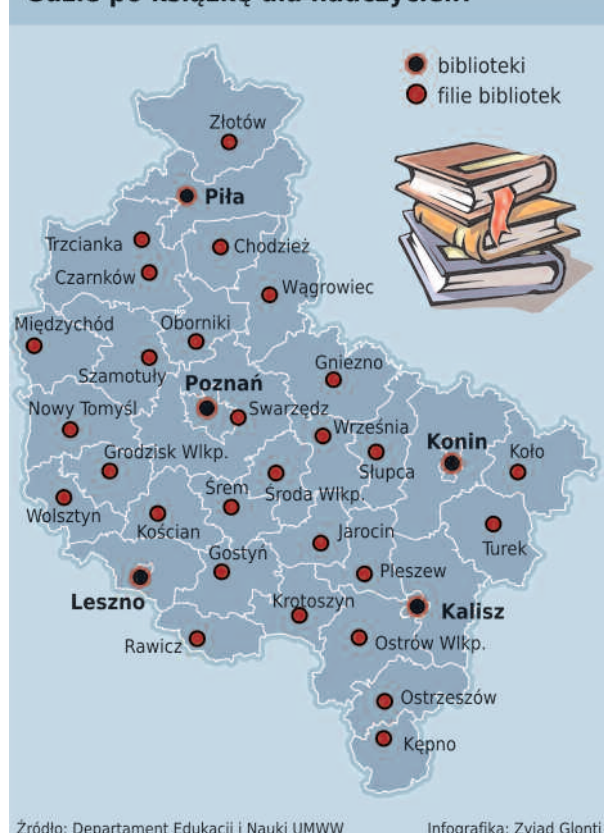 biblioteki
filie bibliotek
Złotów
Piła
Trzcianka
Chodzież
Czarnków
Wągrowiec
Międzychód
Oborniki
Szamotuły
Gniezno
Poznań
Nowy Tomyśl
Swarzędz
Września
Konin
Koło
Grodzisk Wlkp.
Słupca
Śrem
Środa Wlkp.
Wolsztyn
Kościan
Jarocin
Turek
Gostyń
Pleszew
Leszno
Krotoszyn
Kalisz
Rawicz
Ostrów Wlkp.
Ostrzeszów
Kępno
Źródło: Departament Edukacji i Nauki UMWW
Infografika: Zviad Glonti